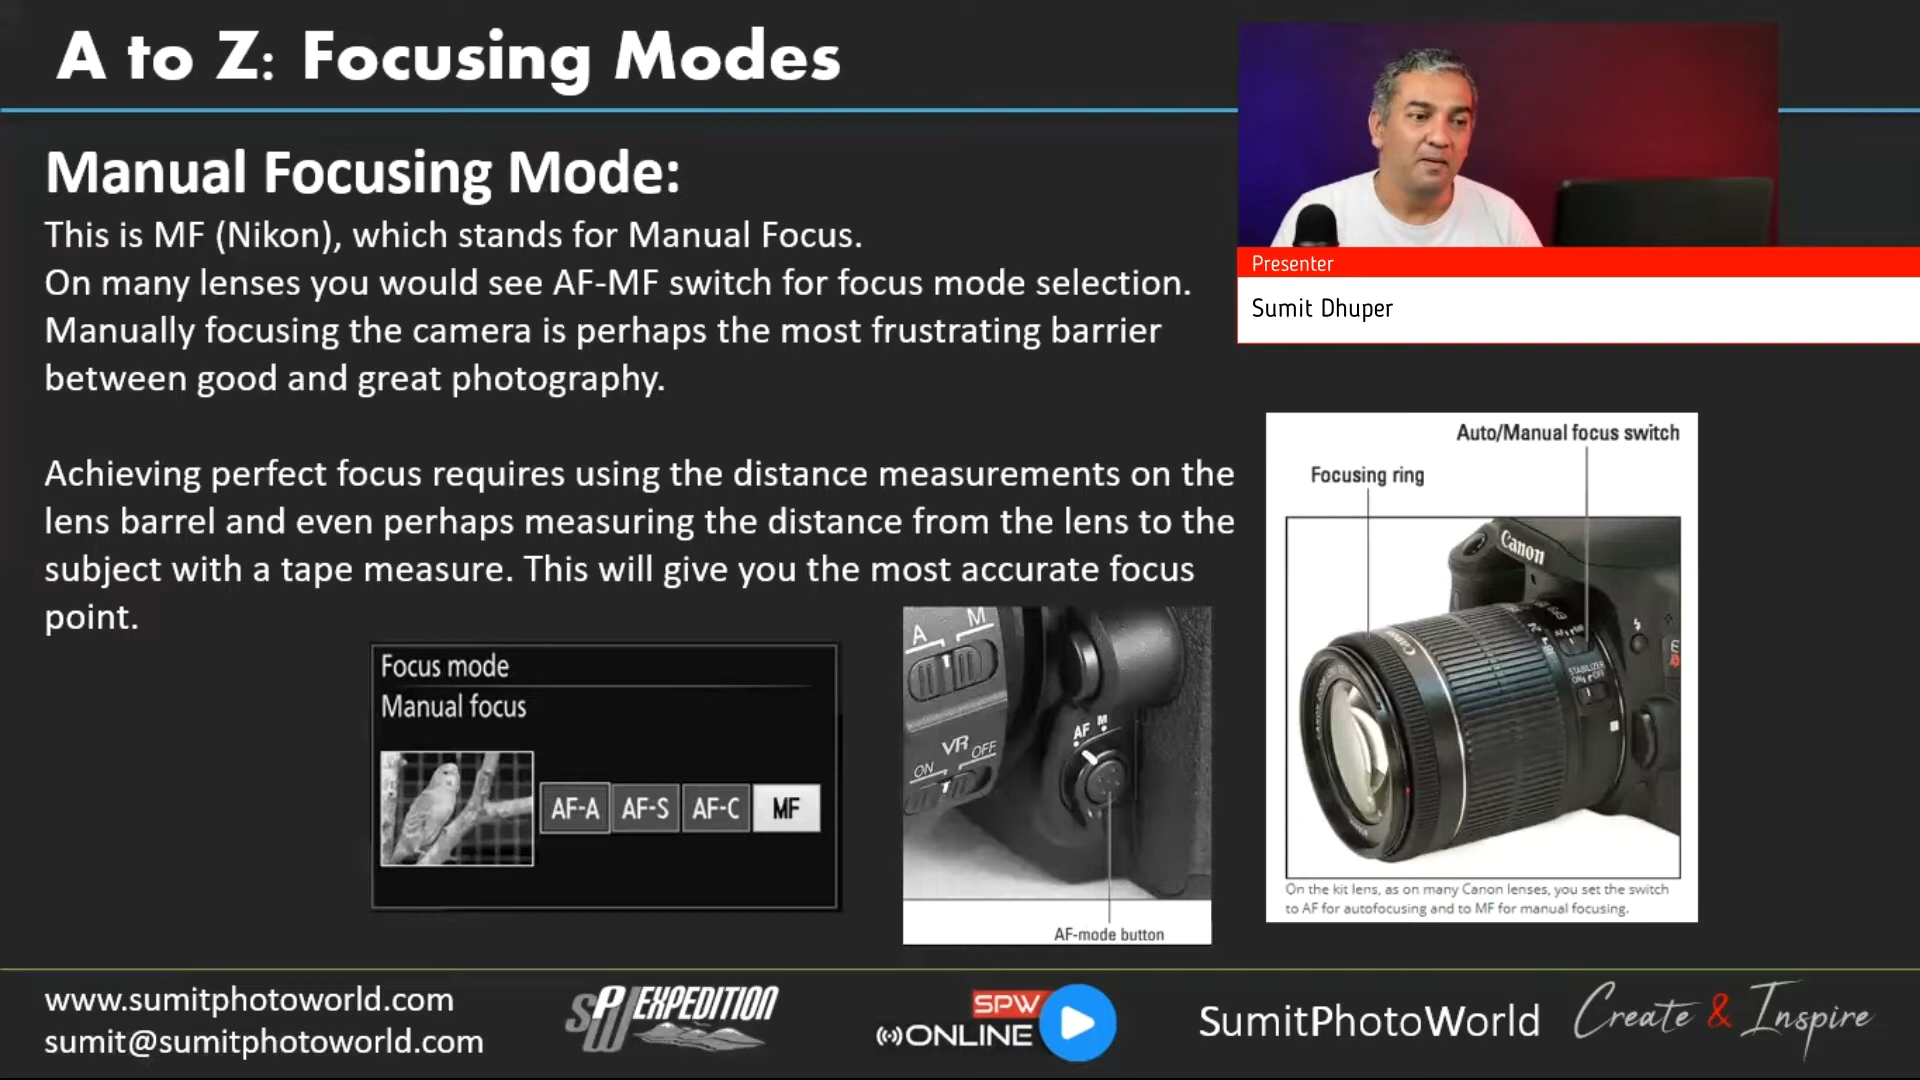 A to Z: Focusing Modes
Manual Focusing Mode:
This is MF (Nikon), which stands for Manual Focus.
On many lenses you would see AF-MF switch for focus mode selection.
Manually focusing the camera is perhaps the most frustrating barrier
between good and great photography.
Achieving perfect focus requires using the distance measurements on the
lens barrel and even perhaps measuring the distance from the lens to the
subject with a tape measure. This will give you the most accurate focus
point.
Presenter
Sumit Dhuper
Focus mode
Manual focus
AF-A AF-S AF-C MF
A M
VR
ON OFF
AF M
AF-mode button
Auto/Manual focus switch
Focusing ring
Canon
Canon
STABILIZER
ON OFF
On the kit lens, as on many Canon lenses, you set the switch
to AF for autofocusing and to MF for manual focusing.
www.sumitphotoworld.com
sumit@sumitphotoworld.com
SPW EXPEDITION
SPW
ONLINE
SumitPhotoWorld
Create & Inspire